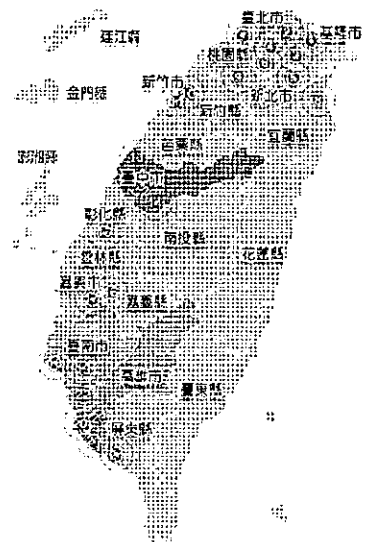 臺北市
基隆市
連江縣
桃園縣
金門縣
新竹市
新北市
新竹縣
宜蘭縣
澎湖縣
苗栗縣
臺中市
彰化縣
南投縣
花蓮縣
雲林縣
嘉義市
嘉義縣
臺南市
高雄市
臺東縣
屏東縣